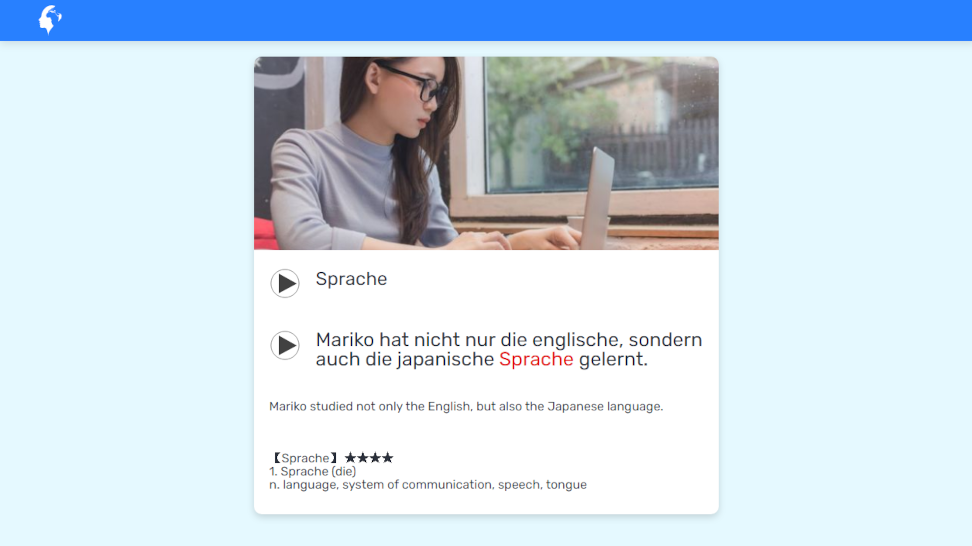 Sprache
Mariko hat nicht nur die englische, sondern
auch die japanische Sprache gelernt.
Mariko studied not only the English, but also the Japanese language.
【Sprache】 ★★★★
1. Sprache (die)
n. language, system of communication, speech, tongue